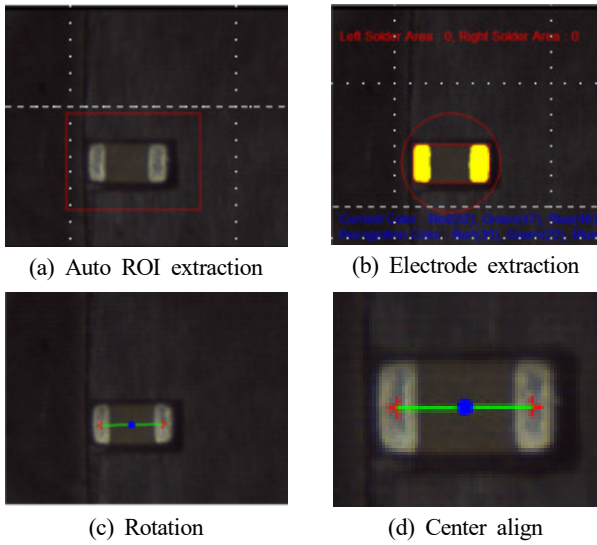 Left Solder Area : 0, Right Solder Area : 0
(a) Auto ROI extraction
(b) Electrode extraction
(c) Rotation
(d) Center align